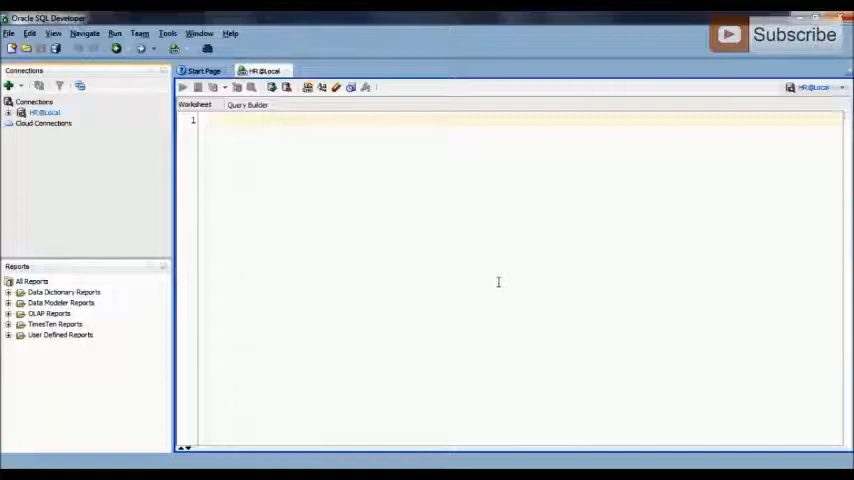 Oracle SQL Developer
Subscribe
File Edit View Navigate Run Team Tools Window Help
Connections
Start Page
HR@Local
HR@Local
Worksheet Query Builder
1
Connections
HR@Local
Cloud Connections
Reports
All Reports
Data Dictionary Reports
Data Modeler Reports
OLAP Reports
TimesTen Reports
User Defined Reports